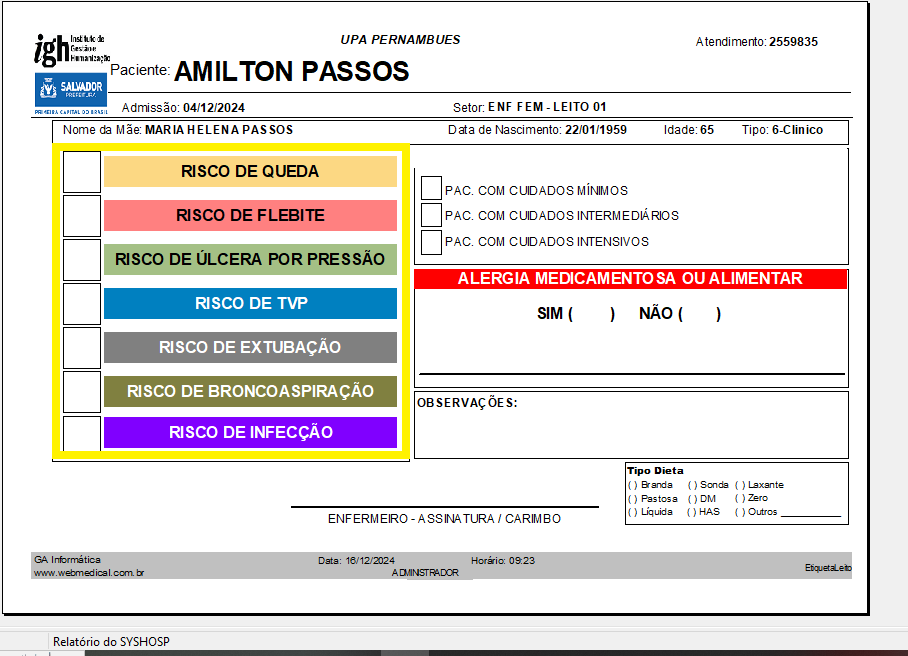 igh Instituto de
Gestão e
Humanização
UPA PERNAMBUES
Atendimento: 2559835
Paciente: AMILTON PASSOS
SALVADOR
PREFEITURA
PRIMEIRA CAPITAL DO BRASIL
Admissão: 04/12/2024 Setor: ENF FEM - LEITO 01
Nome da Mãe: MARIA HELENA PASSOS Data de Nascimento: 22/01/1959 Idade: 65 Tipo: 6-Clinico
RISCO DE QUEDA
RISCO DE FLEBITE
RISCO DE ÚLCERA POR PRESSÃO
RISCO DE TVP
RISCO DE EXTUBAÇÃO
RISCO DE BRONCOASPIRAÇÃO
RISCO DE INFECÇÃO
PAC. COM CUIDADOS MÍNIMOS
PAC. COM CUIDADOS INTERMEDIÁRIOS
PAC. COM CUIDADOS INTENSIVOS
ALERGIA MEDICAMENTOSA OU ALIMENTAR
SIM ( ) NÃO ( )
OBSERVAÇÕES:
Tipo Dieta
( ) Branda ( ) Sonda ( ) Laxante
( ) Pastosa ( ) DM ( ) Zero
( ) Líquida ( ) HAS ( ) Outros ___________
ENFERMEIRO - ASSINATURA / CARIMBO
GA Informática Data: 16/12/2024 Horário: 09:23
www.webmedical.com.br ADMINISTRADOR EtiquetaLeito
Relatório do SYSHOSP